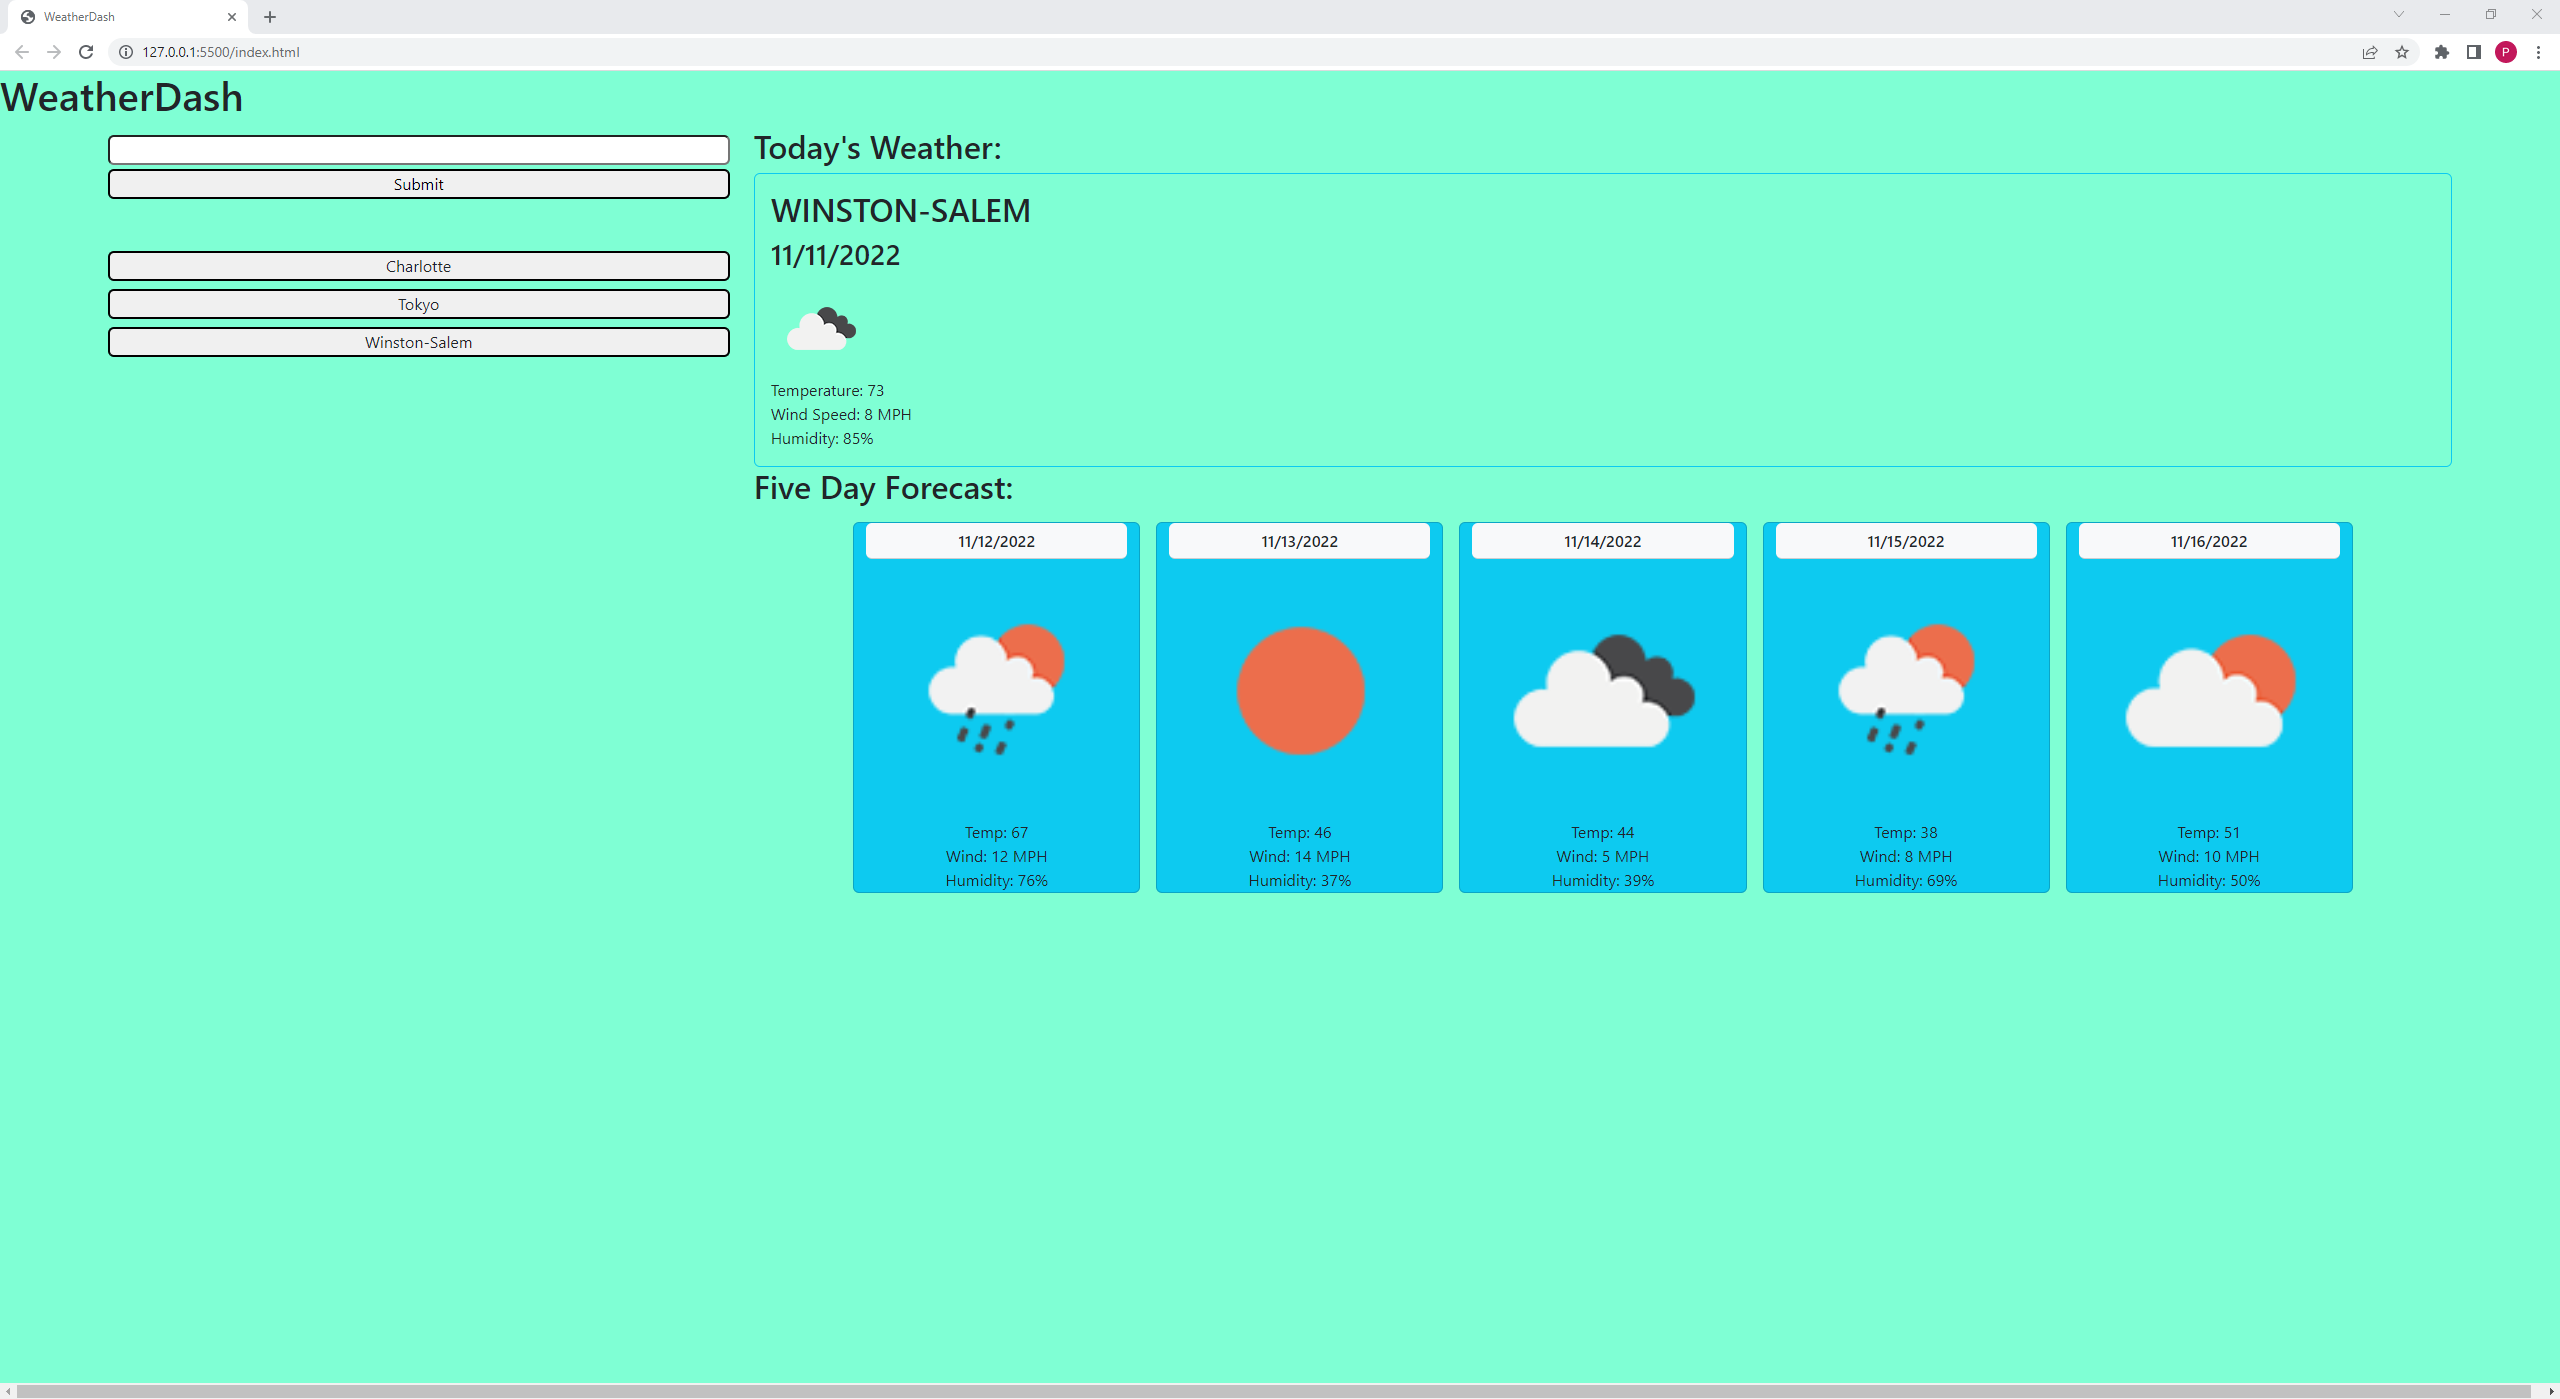 WeatherDash
127.0.0.1:5500/index.html
P
WeatherDash
Submit
Charlotte
Tokyo
Winston-Salem
Today's Weather:
WINSTON-SALEM
11/11/2022
Temperature: 73
Wind Speed: 8 MPH
Humidity: 85%
Five Day Forecast:
11/12/2022
Temp: 67
Wind: 12 MPH
Humidity: 76%
11/13/2022
Temp: 46
Wind: 14 MPH
Humidity: 37%
11/14/2022
Temp: 44
Wind: 5 MPH
Humidity: 39%
11/15/2022
Temp: 38
Wind: 8 MPH
Humidity: 69%
11/16/2022
Temp: 51
Wind: 10 MPH
Humidity: 50%